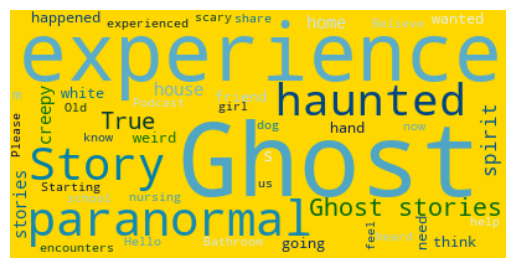 happened experienced scary share home Believe wanted
experience
m creepy white house haunted
Old Podcast friend
True girl
Please know weird dog hand now spirit
Story Ghost s
Starting us
stories school nursing Ghost stories
paranormal help
encounters Hello Bathroom going feel heard need think